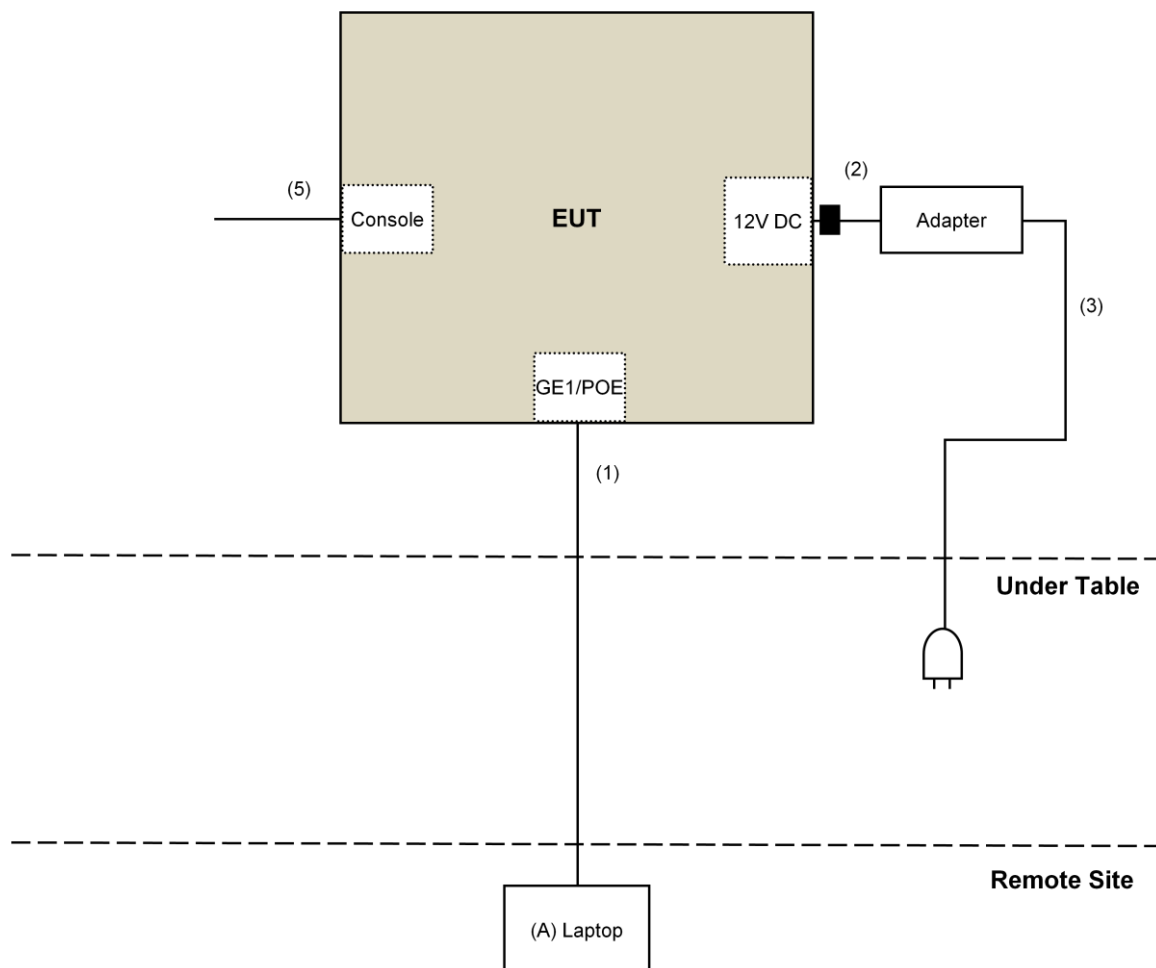 (5)
Console
EUT
12V DC
(2)
Adapter
(3)
GE1/POE
(1)
Under Table
Remote Site
(A) Laptop